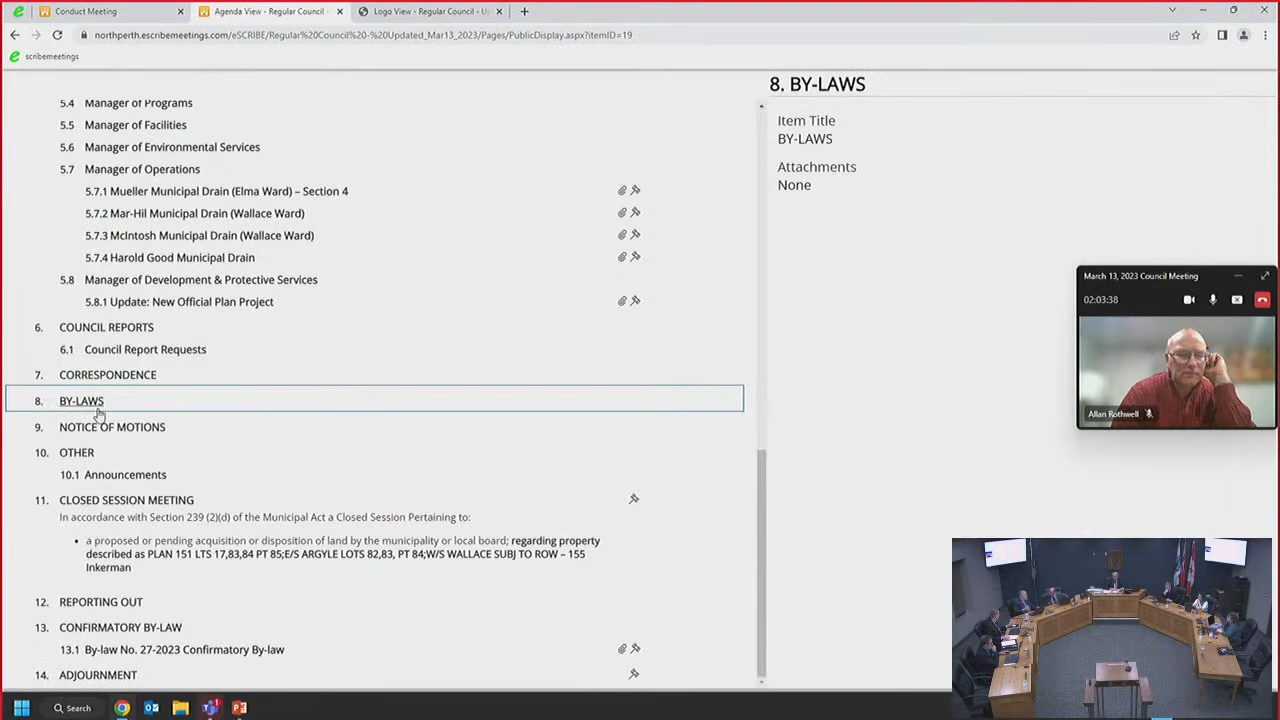 Conduct Meeting
Agenda View - Regular Council -
Logo View - Regular Council - Up
northperth.escribemeetings.com/eSCRIBE/Regular%20Council%20-%20Updated_Mar13_2023/Pages/PublicDisplay.aspx?itemID=19
scribemeetings
5.4 Manager of Programs
5.5 Manager of Facilities
5.6 Manager of Environmental Services
5.7 Manager of Operations
5.7.1 Mueller Municipal Drain (Elma Ward) – Section 4
5.7.2 Mar-Hil Municipal Drain (Wallace Ward)
5.7.3 McIntosh Municipal Drain (Wallace Ward)
5.7.4 Harold Good Municipal Drain
5.8 Manager of Development & Protective Services
5.8.1 Update: New Official Plan Project
6. COUNCIL REPORTS
6.1 Council Report Requests
7. CORRESPONDENCE
8. BY-LAWS
9. NOTICE OF MOTIONS
10. OTHER
10.1 Announcements
11. CLOSED SESSION MEETING
In accordance with Section 239 (2)(d) of the Municipal Act a Closed Session Pertaining to:
• a proposed or pending acquisition or disposition of land by the municipality or local board; regarding property
described as PLAN 151 LTS 17,83,84 PT 85;E/S ARGYLE LOTS 82,83, PT 84;W/S WALLACE SUBJ TO ROW – 155
Inkerman
12. REPORTING OUT
13. CONFIRMATORY BY-LAW
13.1 By-law No. 27-2023 Confirmatory By-law
14. ADJOURNMENT
8. BY-LAWS
Item Title
BY-LAWS
Attachments
None
March 13, 2023 Council Meeting
02:03:38
Allan Rothwell
Search